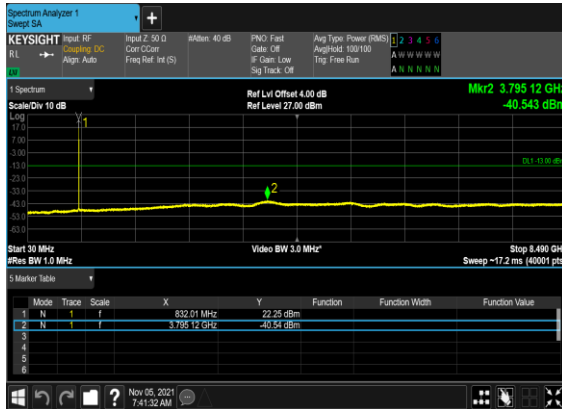 Spectrum Analyzer 1
Swept SA
KEYSIGHT
RL
LU
Input: RF
Coupling: DC
Align: Auto
Input Z: 50 Ω
Corr CCorr
Freq Ref: Int (S)
#Atten: 40 dB
PNO: Fast
Gate: Off
IF Gain: Low
Sig Track: Off
Avg Type: Power (RMS)
Avg|Hold: 100/100
Trig: Free Run
1 2 3 4 5 6
A W W W W W
A N N N N N
1 Spectrum
Scale/Div 10 dB
Ref Lvl Offset 4.00 dB
Ref Level 27.00 dBm
Mkr2 3.795 12 GHz
-40.543 dBm
Log
17.0
7.00
-3.00
-13.0
-23.0
-33.0
-43.0
-53.0
-63.0
1
DL1 -13.00 dBm
2
Start 30 MHz
#Res BW 1.0 MHz
Video BW 3.0 MHz*
Stop 8.490 GHz
Sweep ~17.2 ms (40001 pts)
5 Marker Table
Mode Trace Scale X Y Function Function Width Function Value
1 N 1 f 832.01 MHz 22.25 dBm
2 N 1 f 3.795 12 GHz -40.54 dBm
3
4
5
6
Nov 05, 2021
7:41:32 AM